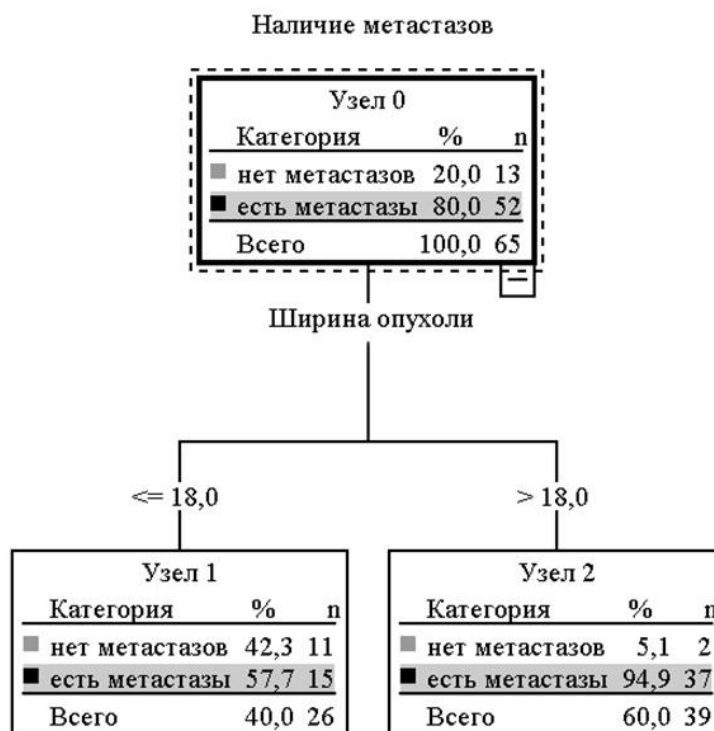 Наличие метастазов
Узел 0
Категория % n
нет метастазов 20,0 13
есть метастазы 80,0 52
Всего 100,0 65
Ширина опухоли
<= 18,0
> 18,0
Узел 1
Категория % n
нет метастазов 42,3 11
есть метастазы 57,7 15
Всего 40,0 26
Узел 2
Категория % n
нет метастазов 5,1 2
есть метастазы 94,9 37
Всего 60,0 39